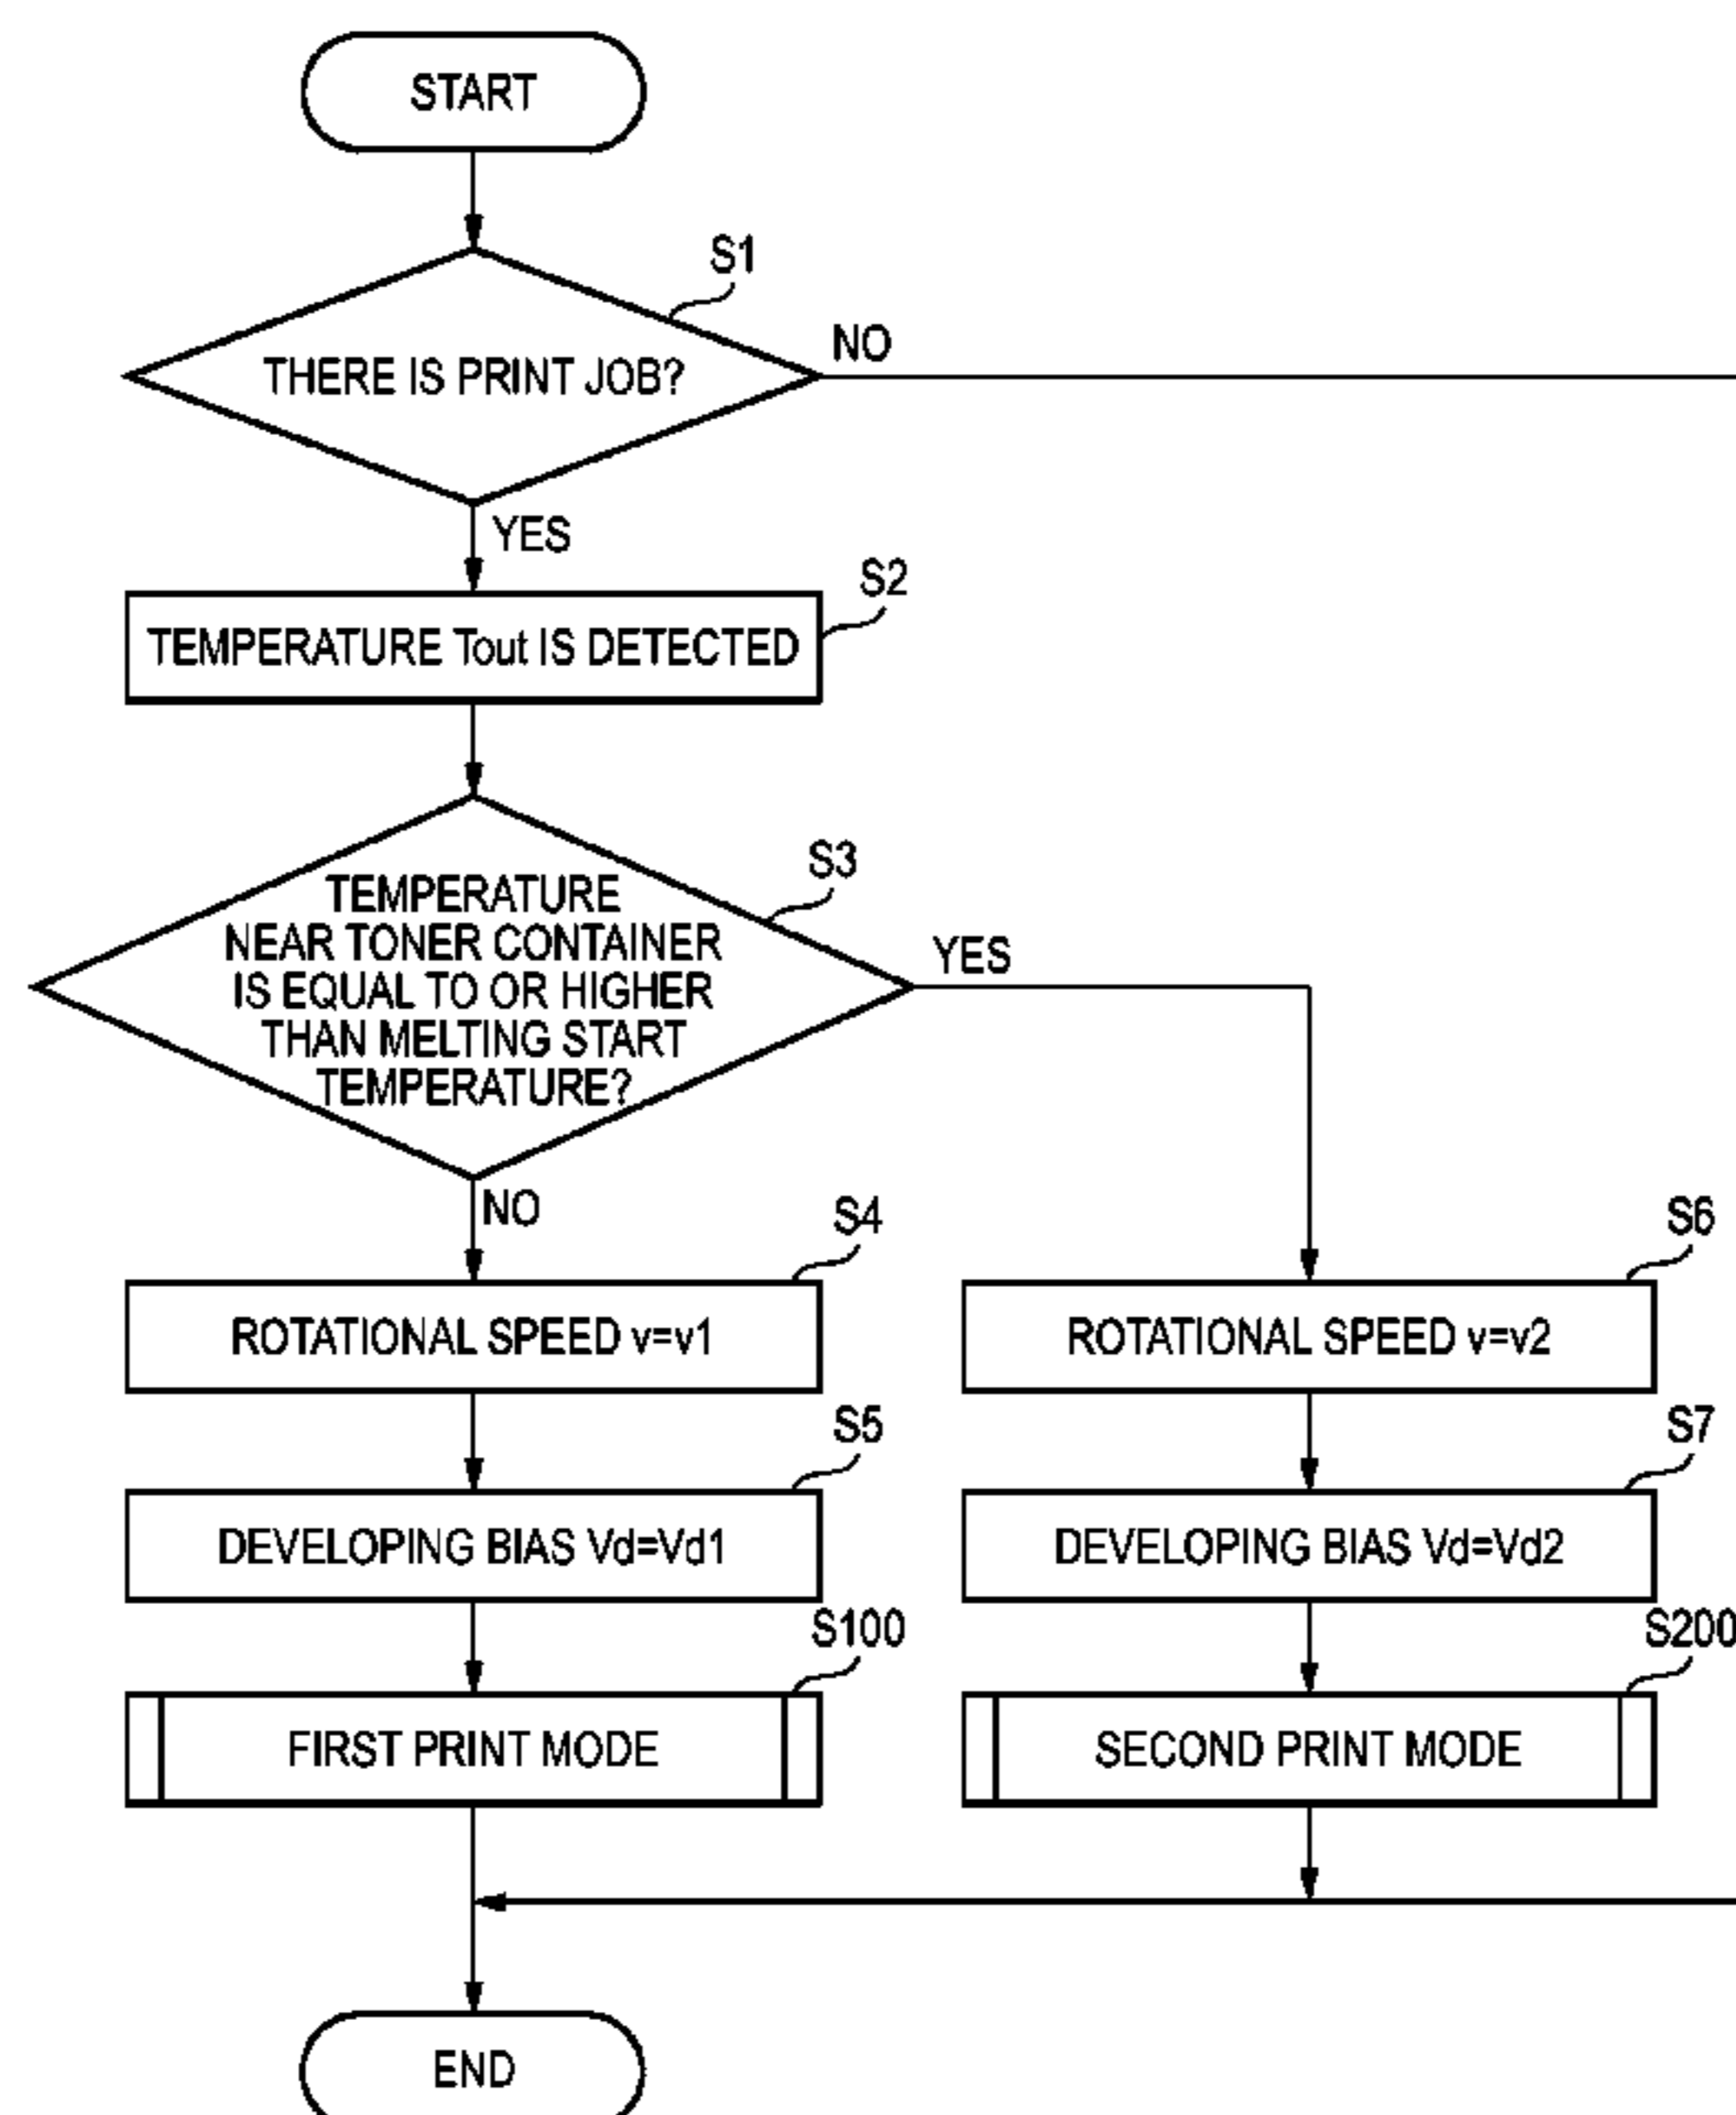 START
S1
THERE IS PRINT JOB?
NO
YES
S2
TEMPERATURE Tout IS DETECTED
S3
TEMPERATURE
NEAR TONER CONTAINER
IS EQUAL TO OR HIGHER
THAN MELTING START
TEMPERATURE?
YES
NO
S4
ROTATIONAL SPEED v=v1
S6
ROTATIONAL SPEED v=v2
S5
DEVELOPING BIAS Vd=Vd1
S7
DEVELOPING BIAS Vd=Vd2
S100
FIRST PRINT MODE
S200
SECOND PRINT MODE
END